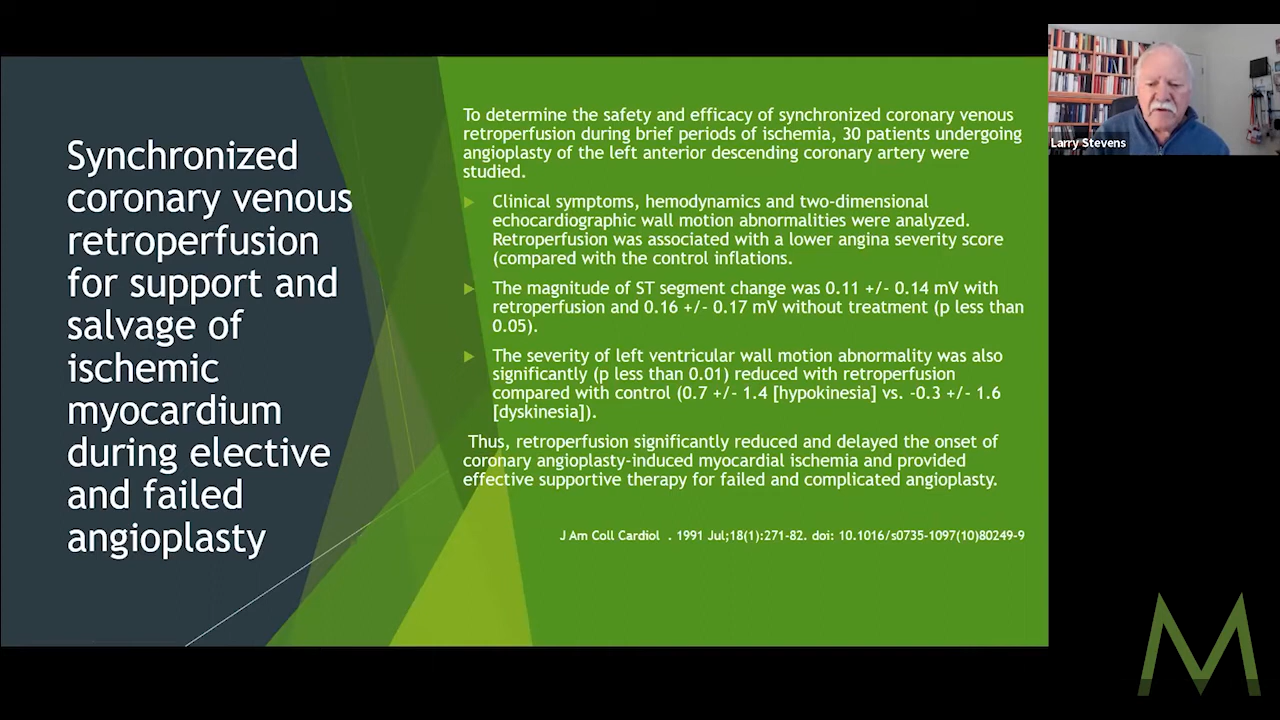 Synchronized
coronary venous
retroperfusion
for support and
salvage of
ischemic
myocardium
during elective
and failed
angioplasty
To determine the safety and efficacy of synchronized coronary venous
retroperfusion during brief periods of ischemia, 30 patients undergoing
angioplasty of the left anterior descending coronary artery were
studied.
Clinical symptoms, hemodynamics and two-dimensional
echocardiographic wall motion abnormalities were analyzed.
Retroperfusion was associated with a lower angina severity score
(compared with the control inflations.
The magnitude of ST segment change was 0.11 +/- 0.14 mV with
retroperfusion and 0.16 +/- 0.17 mV without treatment (p less than
0.05).
The severity of left ventricular wall motion abnormality was also
significantly (p less than 0.01) reduced with retroperfusion
compared with control (0.7 +/- 1.4 [hypokinesia] vs. -0.3 +/- 1.6
[dyskinesia]).
Thus, retroperfusion significantly reduced and delayed the onset of
coronary angioplasty-induced myocardial ischemia and provided
effective supportive therapy for failed and complicated angioplasty.
J Am Coll Cardiol . 1991 Jul;18(1):271-82. doi: 10.1016/s0735-1097(10)80249-9
Larry Stevens
M